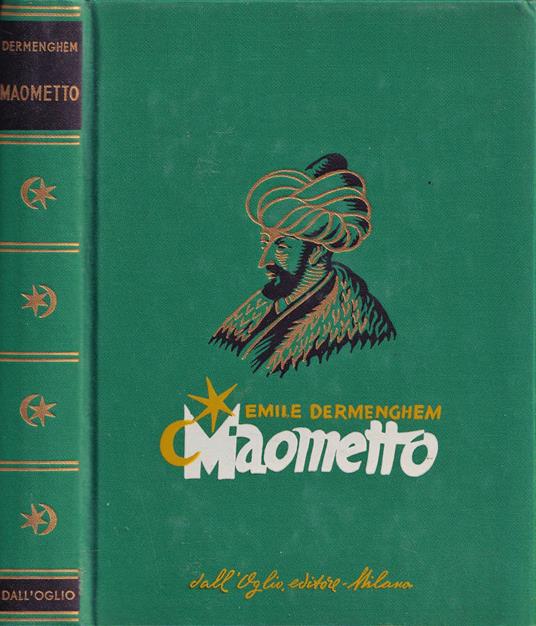 DERMENGHEM
MAOMETTO
DALL'OGLIO
EMILE DERMENGHEM
Maometto
dall'Oglio, editore - Milano